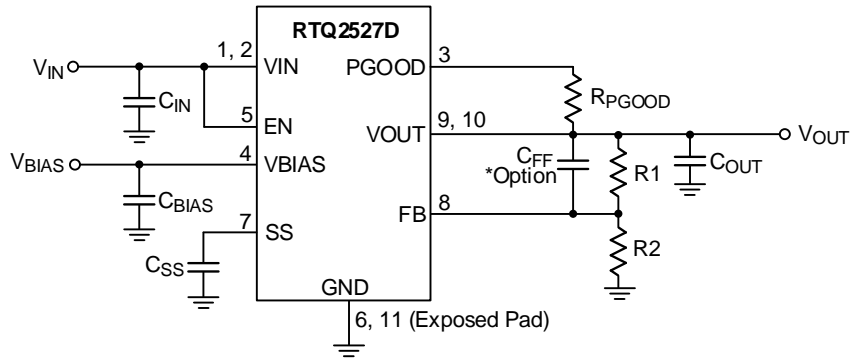 RTQ2527D
1, 2
3
VIN
VIN
PGOOD
RPGOOD
CIN
5
EN
9, 10
VOUT
VOUT
VBIAS
4
VBIAS
CFF
*Option
R1
COUT
CBIAS
8
FB
7
SS
R2
CSS
GND
6, 11 (Exposed Pad)